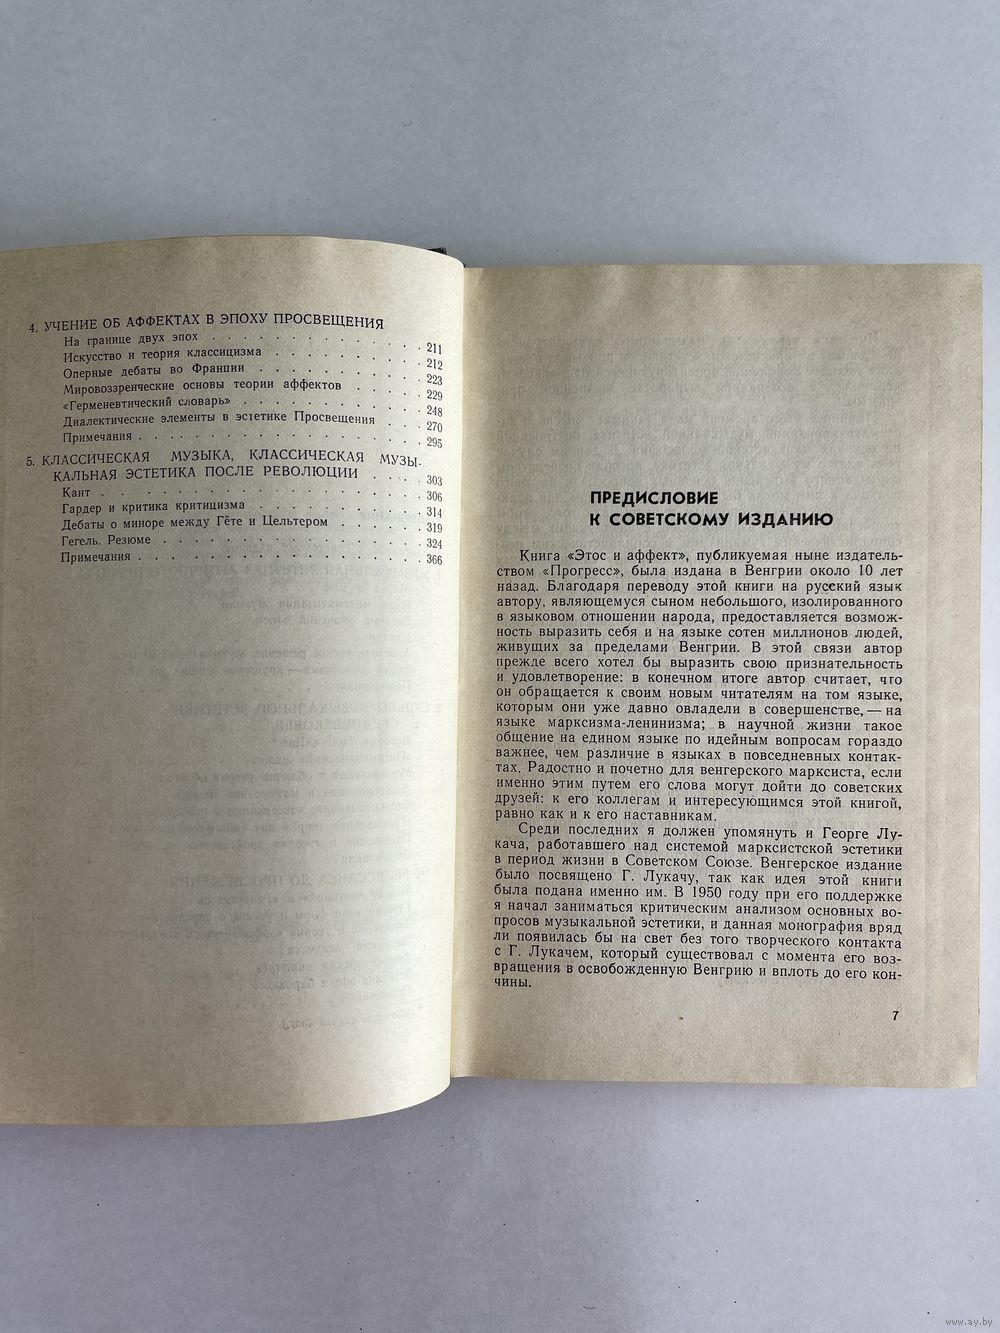 4. УЧЕНИЕ ОБ АФФЕКТАХ В ЭПОХУ ПРОСВЕЩЕНИЯ
На границе двух эпох . . . . . . . . . . . . . 211
Искусство и теория классицизма . . . . . . . . . 212
Оперные дебаты во Франции . . . . . . . . . . 223
Мировоззренческие основы теории аффектов . . . . 229
«Герменевтический словарь» . . . . . . . . . . 248
Диалектические элементы в эстетике Просвещения . . 270
Примечания . . . . . . . . . . . . . . . . 295
5. КЛАССИЧЕСКАЯ МУЗЫКА, КЛАССИЧЕСКАЯ МУЗЫ-
КАЛЬНАЯ ЭСТЕТИКА ПОСЛЕ РЕВОЛЮЦИИ . . . . 303
Кант . . . . . . . . . . . . . . . . . . 306
Гардер и критика критицизма . . . . . . . . . 314
Дебаты о миноре между Гёте и Цельтером . . . . . 319
Гегель. Резюме . . . . . . . . . . . . . . 324
Примечания . . . . . . . . . . . . . . . . 366
ПРЕДИСЛОВИЕ
К СОВЕТСКОМУ ИЗДАНИЮ
Книга «Этос и аффект», публикуемая ныне издатель-
ством «Прогресс», была издана в Венгрии около 10 лет
назад. Благодаря переводу этой книги на русский язык
автору, являющемуся сыном небольшого, изолированного
в языковом отношении народа, предоставляется возмож-
ность выразить себя и на языке сотен миллионов людей,
живущих за пределами Венгрии. В этой связи автор
прежде всего хотел бы выразить свою признательность
и удовлетворение: в конечном итоге автор считает, что
он обращается к своим новым читателям на том языке,
которым они уже давно овладели в совершенстве, — на
языке марксизма-ленинизма; в научной жизни такое
общение на едином языке по идейным вопросам гораздо
важнее, чем различие в языках в повседневных контак-
тах. Радостно и почетно для венгерского марксиста, если
именно этим путем его слова могут дойти до советских
друзей: к его коллегам и интересующимся этой книгой,
равно как и к его наставникам.
Среди последних я должен упомянуть и Георге Лу-
кача, работавшего над системой марксистской эстетики
в период жизни в Советском Союзе. Венгерское издание
было посвящено Г. Лукачу, так как идея этой книги
была подана именно им. В 1950 году при его поддержке
я начал заниматься критическим анализом основных во-
просов музыкальной эстетики, и данная монография вряд
ли появилась бы на свет без того творческого контакта
с Г. Лукачем, который существовал с момента его воз-
вращения в освобожденную Венгрию и вплоть до его кон-
чины.
7
www.ay.by